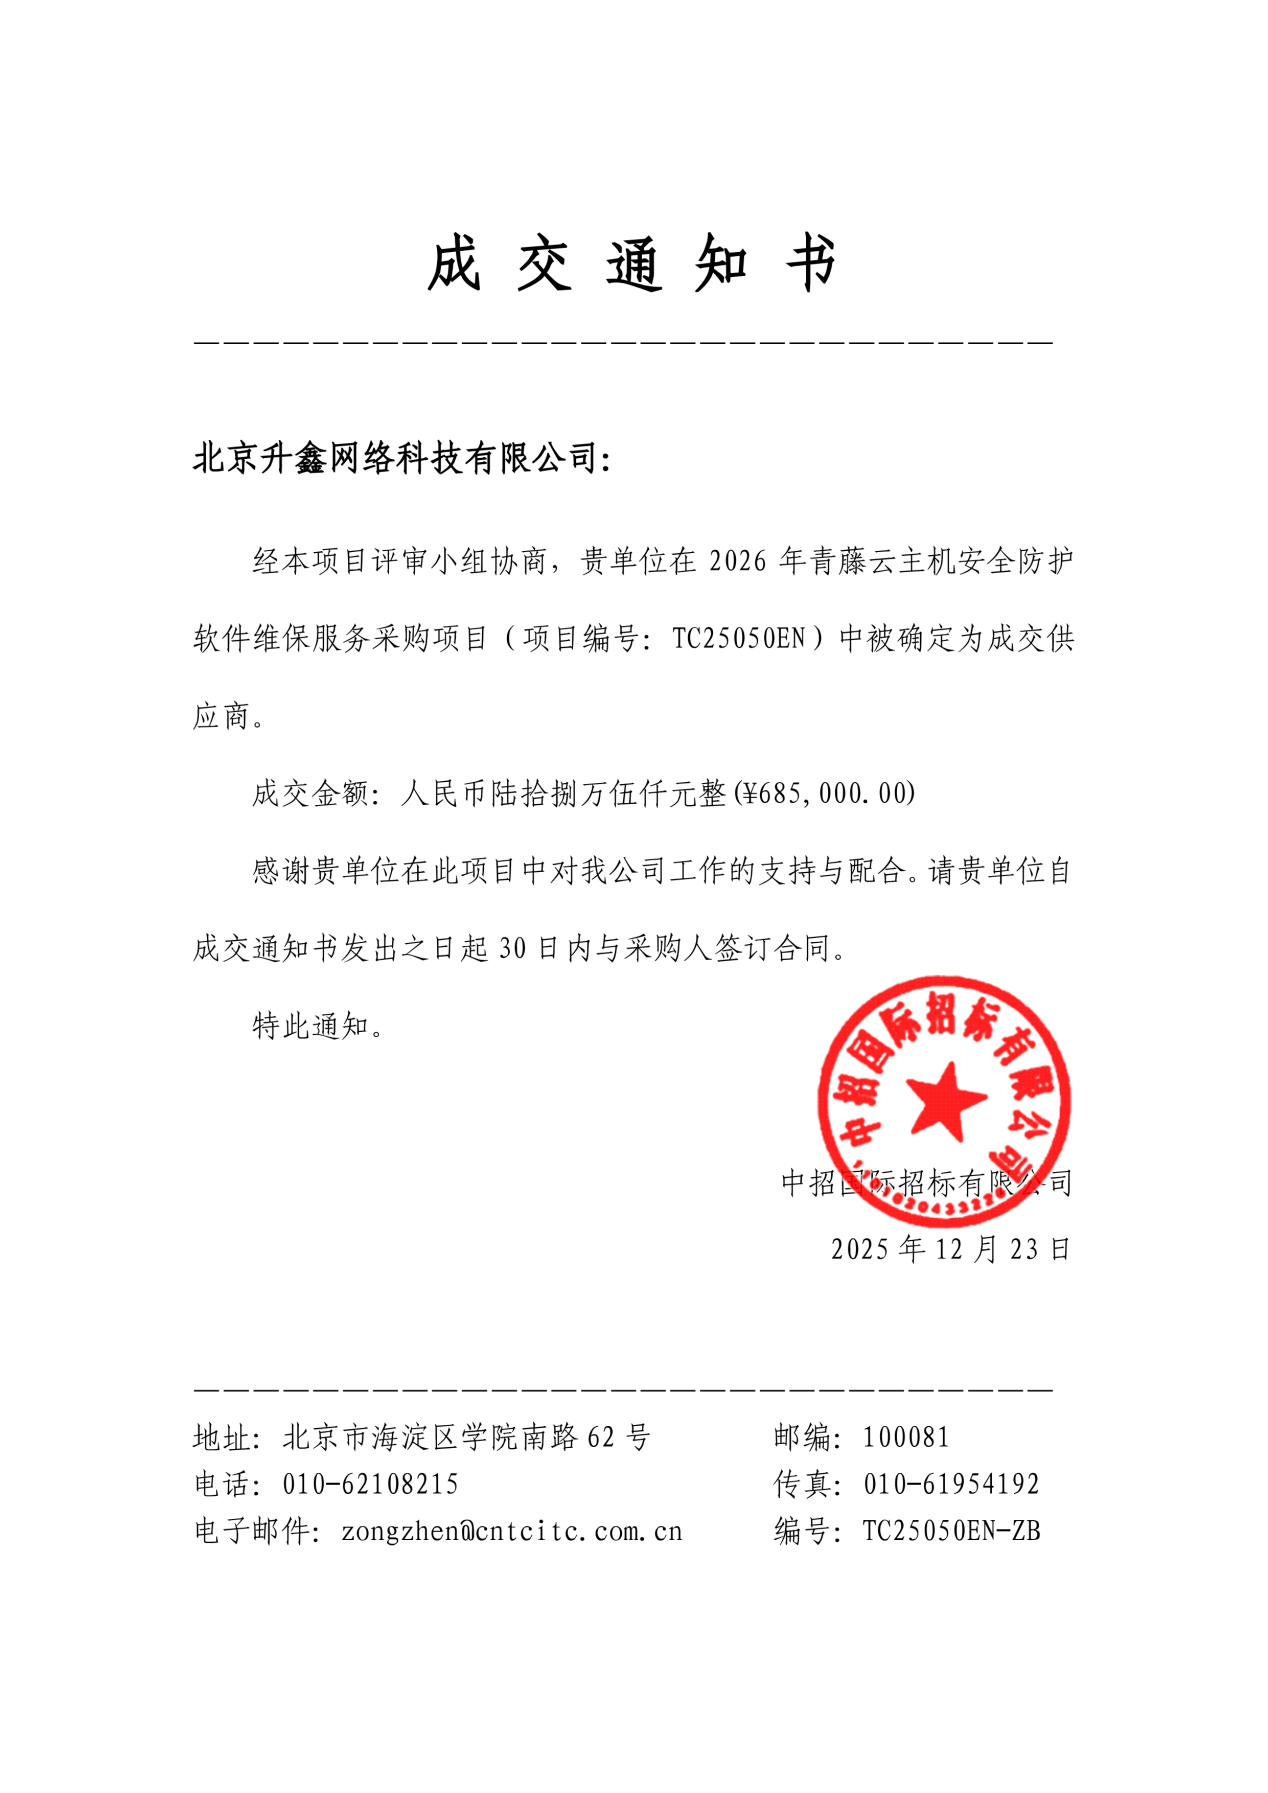 成交通知书
北京升鑫网络科技有限公司：
经本项目评审小组协商，贵单位在 2026 年青藤云主机安全防护
软件维保服务采购项目（项目编号：TC25050EN）中被确定为成交供
应商。
成交金额：人民币陆拾捌万伍仟元整(¥685,000.00)
感谢贵单位在此项目中对我公司工作的支持与配合。请贵单位自
成交通知书发出之日起 30 日内与采购人签订合同。
特此通知。
中招国际招标有限公司
中招国际招标有限公司
2025 年 12 月 23 日
地址：北京市海淀区学院南路 62 号 邮编：100081
电话：010-62108215 传真：010-61954192
电子邮件：zongzhen@cntcitc.com.cn 编号：TC25050EN-ZB